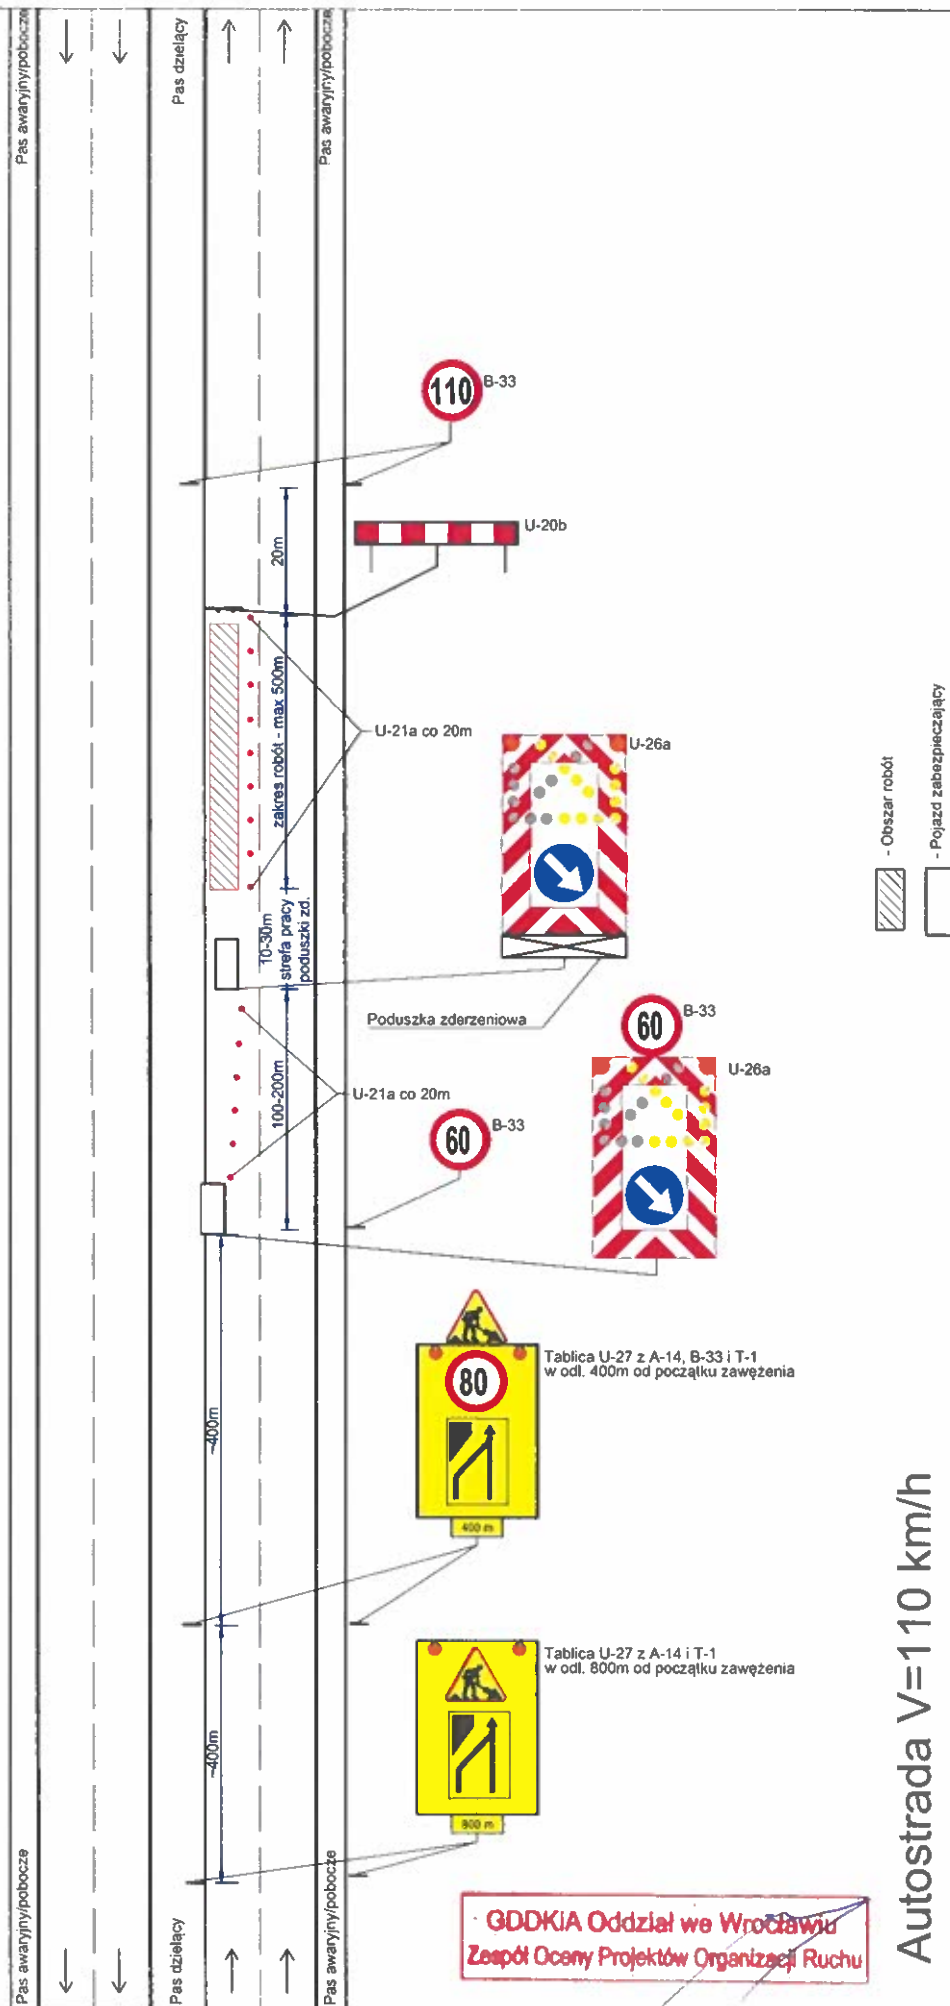 Pas awaryjny/pobocze
Pas dzielący
Pas awaryjny/pobocze
110
B-33
U-20b
20m
zakres robót - max 500m
U-21a co 20m
U-26a
10-30m
strefa pracy
poduszki zd.
Poduszka zderzeniowa
60
B-33
U-26a
100-200m
U-21a co 20m
60
B-33
~400m
80
400 m
Tablica U-27 z A-14, B-33 i T-1
w odl. 400m od początku zawężenia
~400m
800 m
Tablica U-27 z A-14 i T-1
w odl. 800m od początku zawężenia
Pas awaryjny/pobocze
Pas dzielący
Pas awaryjny/pobocze
- Obszar robót
- Pojazd zabezpieczający
Autostrada V=110 km/h
GDDKiA Oddział we Wrocławiu
Zespół Oceny Projektów Organizacji Ruchu